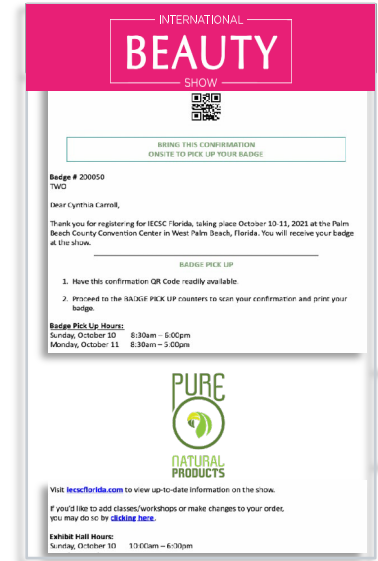 INTERNATIONAL
BEAUTY
SHOW
BRING THIS CONFIRMATION
ONSITE TO PICK UP YOUR BADGE
Badge # 200050
TWO
Dear Cynthia Carroll,
Thank you for registering for IECSC Florida, taking place October 10-11, 2021 at the Palm
Beach County Convention Center in West Palm Beach, Florida. You will receive your badge
at the show.
BADGE PICK UP
1. Have this confirmation QR Code readily available.
2. Proceed to the BADGE PICK UP counters to scan your confirmation and print your
badge.
Badge Pick Up Hours:
Sunday, October 10 8:30am – 6:00pm
Monday, October 11 8:30am – 5:00pm
PURE
NATURAL
PRODUCTS
Visit iecscflorida.com to view up-to-date information on the show.
If you'd like to add classes/workshops or make changes to your order,
you may do so by clicking here.
Exhibit Hall Hours:
Sunday, October 10 10:00am – 6:00pm